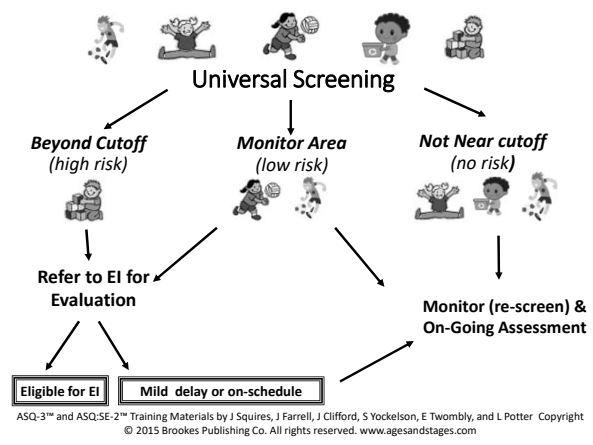 Universal Screening
Beyond Cutoff
(high risk)
Monitor Area
(low risk)
Not Near cutoff
(no risk)
Refer to EI for
Evaluation
Monitor (re-screen) &
On-Going Assessment
Eligible for EI
Mild delay or on-schedule
ASQ-3™ and ASQ:SE-2™ Training Materials by J Squires, J Farrell, J Clifford, S Yockelson, E Twombly, and L Potter Copyright
© 2015 Brookes Publishing Co. All rights reserved. www.agesandstages.com